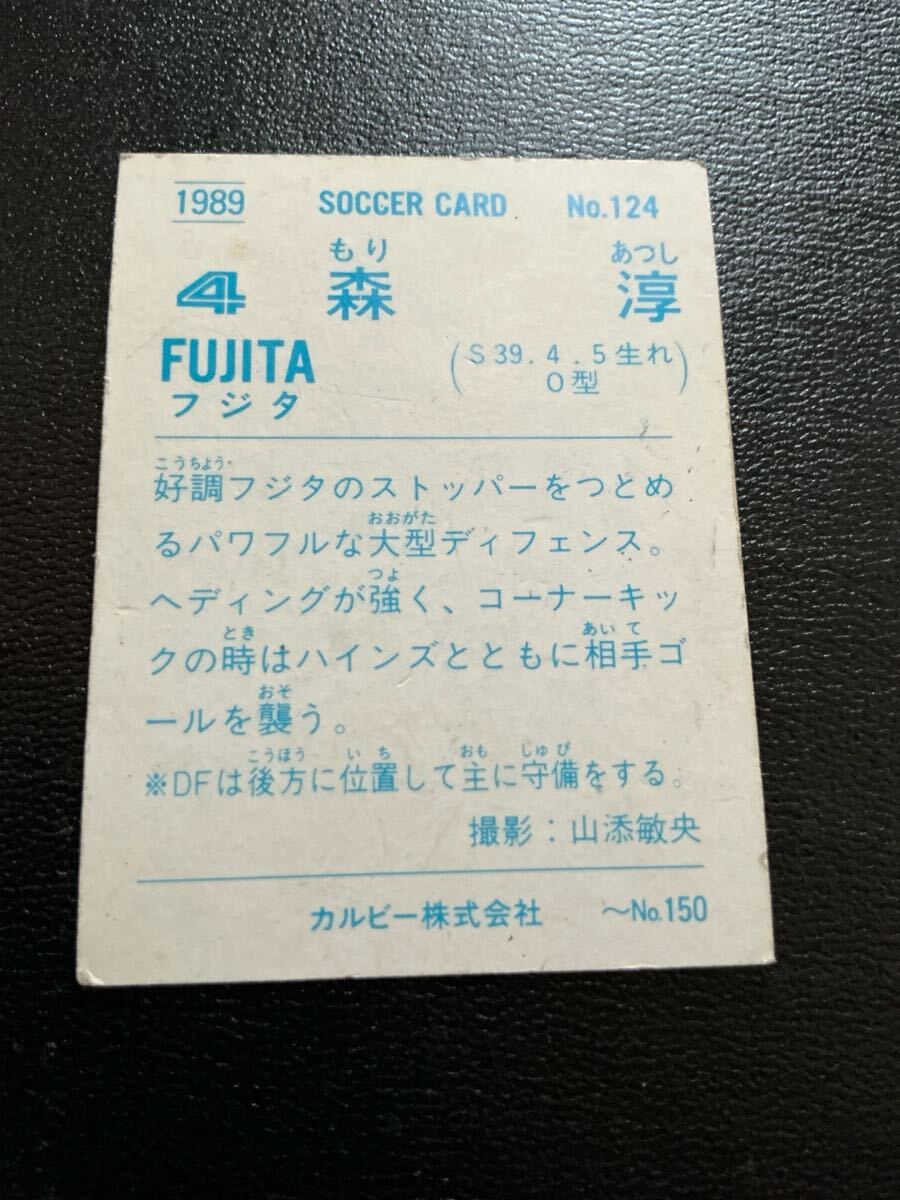 1989 SOCCER CARD No.124
もり あつし
4 森 淳
FUJITA (S39.4.5生れ
フジタ O型)
こうちょう
好調フジタのストッパーをつとめ
おおがた
るパワフルな大型ディフェンス。
つよ
ヘディングが強く、コーナーキッ
とき あいて
クの時はハインズとともに相手ゴ
おそ
ールを襲う。
こうほう いち おも しゅび
※DFは後方に位置して主に守備をする。
撮影：山添敏央
カルビー株式会社 〜No.150